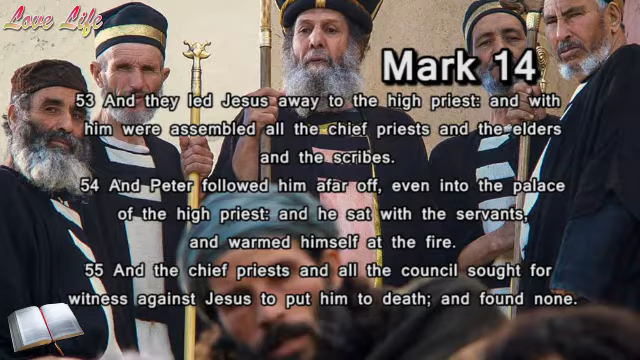 Love Life
Mark 14
53 And they led Jesus away to the high priest: and with
him were assembled all the chief priests and the elders
and the scribes.
54 And Peter followed him afar off, even into the palace
of the high priest: and he sat with the servants,
and warmed himself at the fire.
55 And the chief priests and all the council sought for
witness against Jesus to put him to death; and found none.